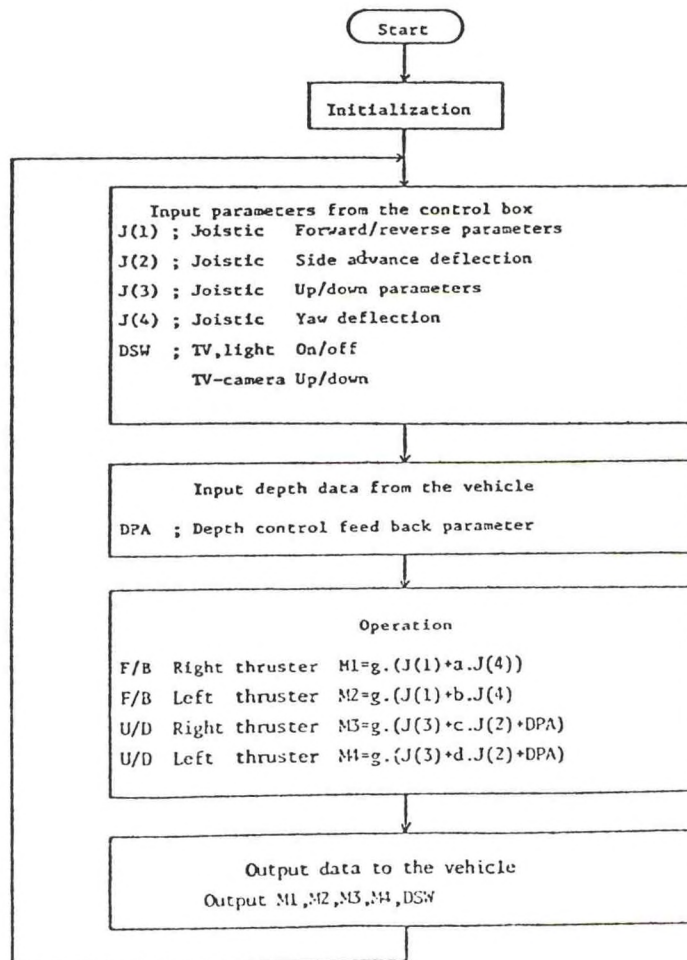 Start
Initialization
Input parameters from the control box
J(1) ; Joistic Forward/reverse parameters
J(2) ; Joistic Side advance deflection
J(3) ; Joistic Up/down parameters
J(4) ; Joistic Yaw deflection
DSW ; TV,light On/off
TV-camera Up/down
Input depth data from the vehicle
DPA ; Depth control feed back parameter
Operation
F/B Right thruster M1=g.(J(1)+a.J(4))
F/B Left thruster M2=g.(J(1)+b.J(4)
U/D Right thruster M3=g.(J(3)+c.J(2)+DPA)
U/D Left thruster M4=g.(J(3)+d.J(2)+DPA)
Output data to the vehicle
Output M1,M2,M3,M4,DSW